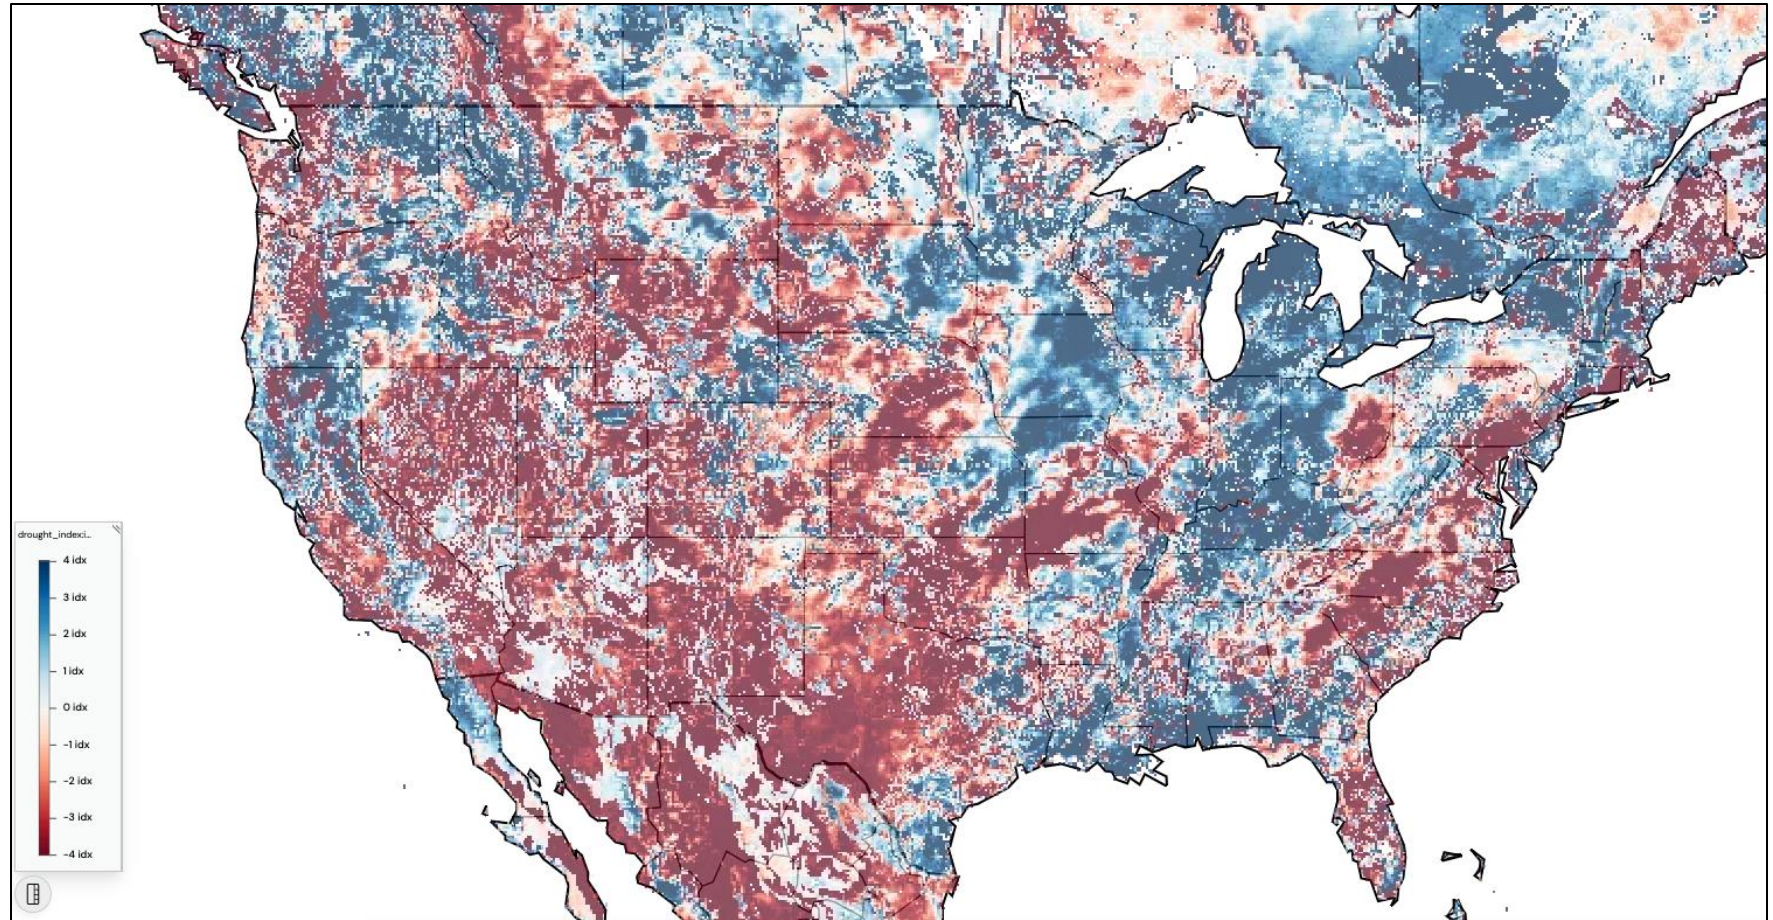 drought_index:i...
4 idx
3 idx
2 idx
1 idx
0 idx
-1 idx
-2 idx
-3 idx
-4 idx